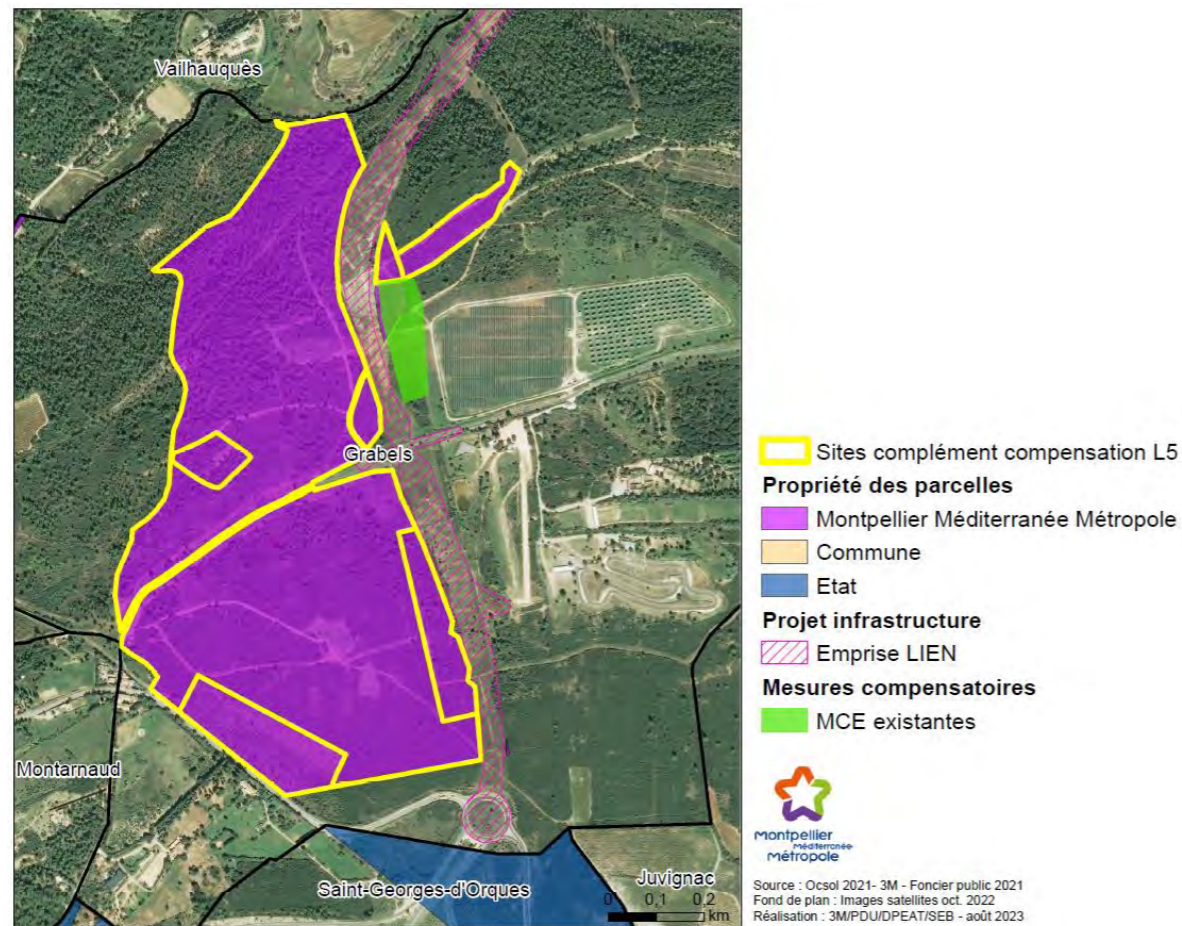 Vailhauquès
Grabels
Montarnaud
Saint-Georges-d'Orques
Juvignac
0 0,1 0,2
km
Sites complément compensation L5
Propriété des parcelles
Montpellier Méditerranée Métropole
Commune
Etat
Projet infrastructure
Emprise LIEN
Mesures compensatoires
MCE existantes
montpellier
Méditerranée
métropole
Source : Ocsol 2021- 3M - Foncier public 2021
Fond de plan : Images satellites oct. 2022
Réalisation : 3M/PDU/DPEAT/SEB - août 2023